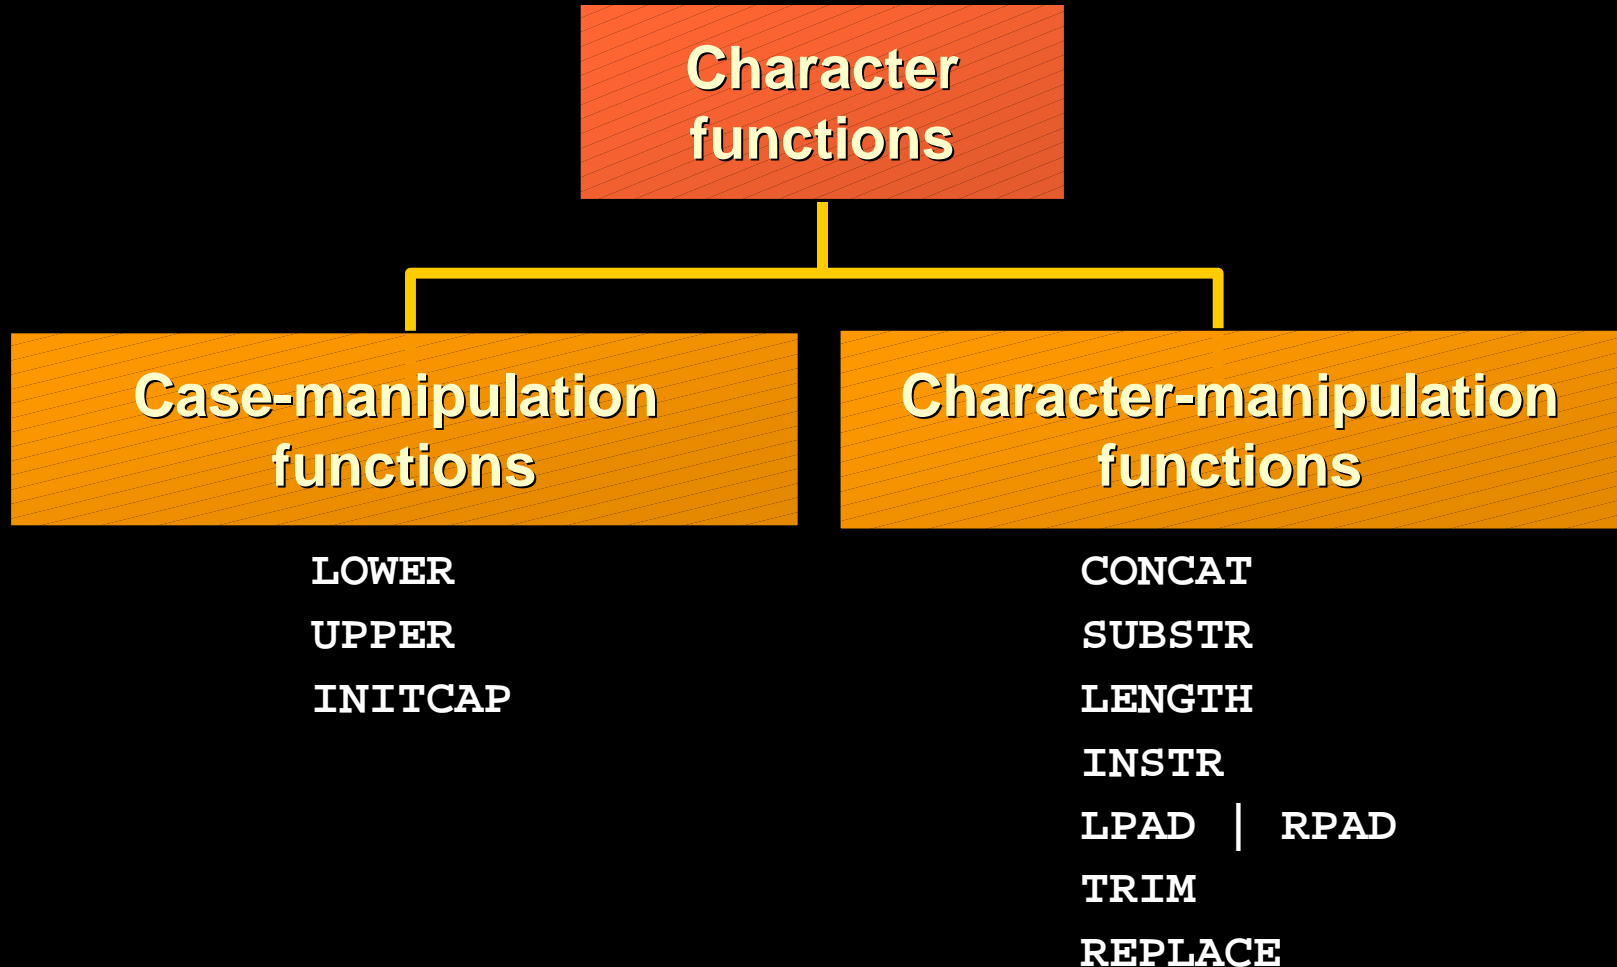 Character
functions
Case-manipulation
functions
LOWER
UPPER
INITCAP
Character-manipulation
functions
CONCAT
SUBSTR
LENGTH
INSTR
LPAD | RPAD
TRIM
REPLACE